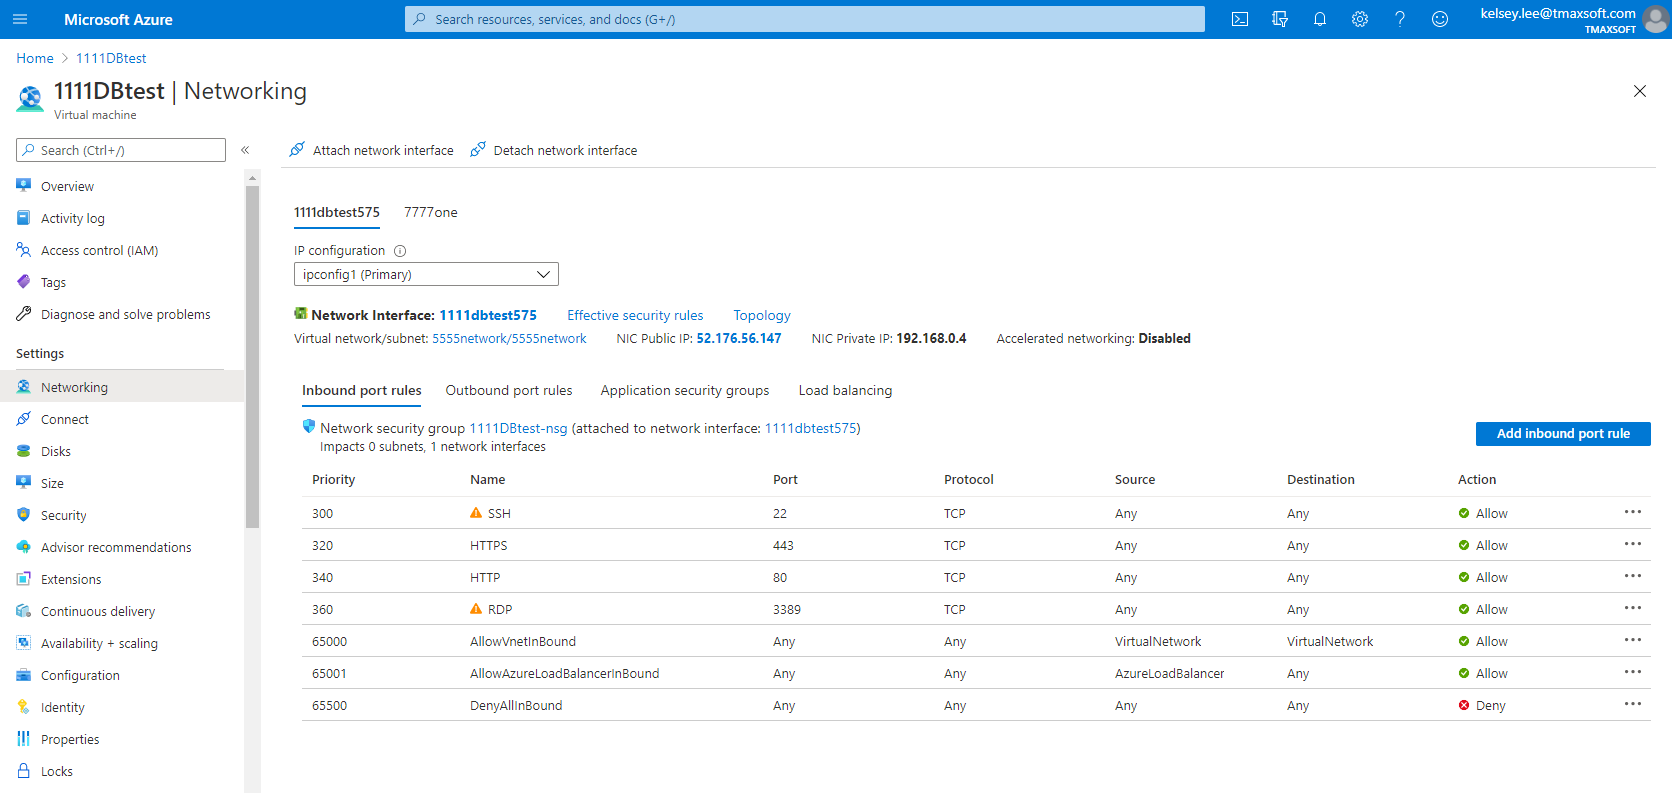 Microsoft Azure
Search resources, services, and docs (G+/)
kelsey.lee@tmaxsoft.com
TMAXSOFT
Home > 1111DBtest
1111DBtest | Networking
Virtual machine
Search (Ctrl+/)
«
Overview
Activity log
Access control (IAM)
Tags
Diagnose and solve problems
Settings
Networking
Connect
Disks
Size
Security
Advisor recommendations
Extensions
Continuous delivery
Availability + scaling
Configuration
Identity
Properties
Locks
Attach network interface Detach network interface
1111dbtest575 7777one
IP configuration
ipconfig1 (Primary)
Network Interface: 1111dbtest575 Effective security rules Topology
Virtual network/subnet: 5555network/5555network NIC Public IP: 52.176.56.147 NIC Private IP: 192.168.0.4 Accelerated networking: Disabled
Inbound port rules Outbound port rules Application security groups Load balancing
Network security group 1111DBtest-nsg (attached to network interface: 1111dbtest575)
Impacts 0 subnets, 1 network interfaces
Add inbound port rule
Priority Name Port Protocol Source Destination Action
300 SSH 22 TCP Any Any Allow
320 HTTPS 443 TCP Any Any Allow
340 HTTP 80 TCP Any Any Allow
360 RDP 3389 TCP Any Any Allow
65000 AllowVnetInBound Any Any VirtualNetwork VirtualNetwork Allow
65001 AllowAzureLoadBalancerInBound Any Any AzureLoadBalancer Any Allow
65500 DenyAllInBound Any Any Any Any Deny